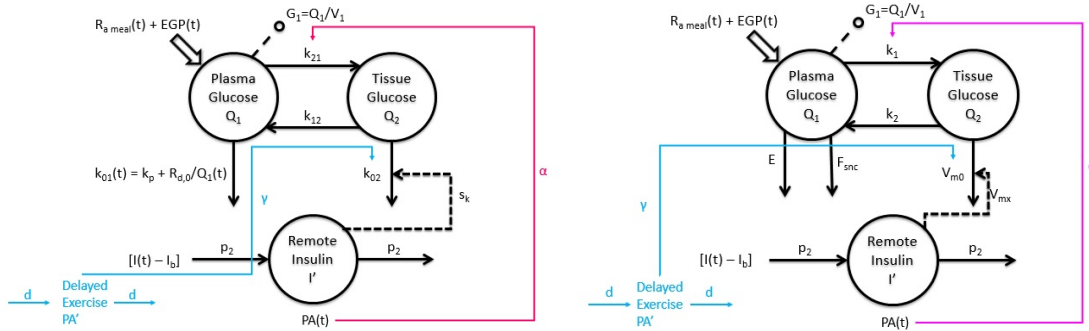 R_a meal(t) + EGP(t)
G₁=Q₁/V₁
k₂₁
Plasma
Glucose
Q₁
Tissue
Glucose
Q₂
k₁₂
k₀₁(t) = k_p + R_d,0/Q₁(t)
k₀₂
α
γ
s_k
p₂
Remote
Insulin
I'
p₂
[I(t) – I_b]
d
Delayed
Exercise
PA'
d
PA(t)
R_a meal(t) + EGP(t)
G₁=Q₁/V₁
k₁
Plasma
Glucose
Q₁
Tissue
Glucose
Q₂
k₂
E
F_snc
V_m0
γ
V_mx
p₂
Remote
Insulin
I'
p₂
[I(t) – I_b]
d
Delayed
Exercise
PA'
d
PA(t)